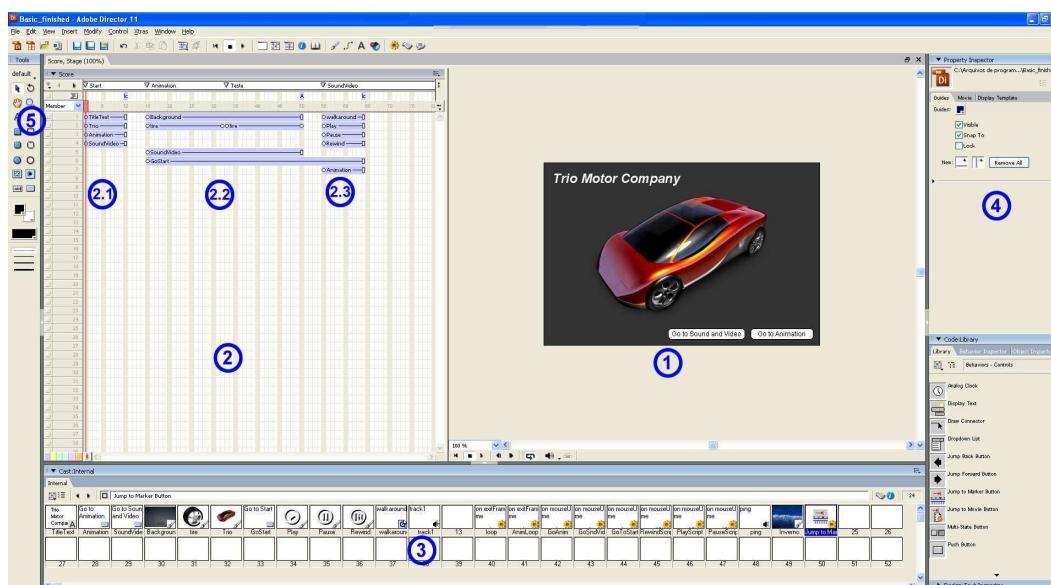 Basic_finished - Adobe Director 11
File Edit View Insert Modify Control Xtras Window Help
Tools
Score, Stage (100%)
Property Inspector
default
Score
Start Animation Tests SoundVideo
Member
TitleText Background walkaround
Trio tire tire Play
Animation Pause
SoundVideo Rewind
SoundVideo
GoStart
Animation
5
2.1
2.2
2.3
2
Trio Motor Company
Go to Sound and Video Go to Animation
1
100 %
Guides Movie Display Template
Guides:
Visible
Snap To
Lock
New: Remove All
4
Code:Library
Library Behavior Inspector
Behaviors - Controls
Analog Clock
Display Text
Draw Connector
Dropdown List
Jump Back Button
Jump Forward Button
Jump to Marker Button
Jump to Movie Button
Multi-State Button
Push Button
Cast:Internal
Internal
Jump to Marker Button 24
Trio Motor Go to Animation Go to Soun and Video Go to Start walkaround track1
TitleText Animation SoundVide Backgroun tire Trio GoStart Play Pause Rewind walkaroun track1 13 loop AnimLoop GoAnim GoSndVid GoToStart RewindScrip PlayScript PauseScrip ping Inverno Jump to Mar 25 26
3
27 28 29 30 31 32 33 34 35 36 37 39 40 41 42 43 44 45 46 47 48 49 50 51 52